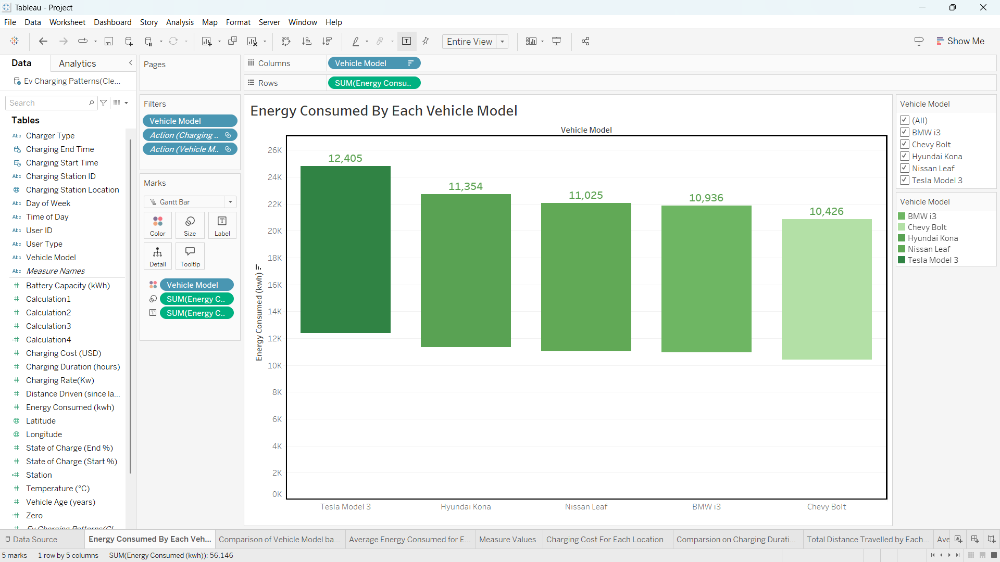 Tableau - Project
File Data Worksheet Dashboard Story Analysis Map Format Server Window Help
Entire View
Show Me
Data Analytics
Ev Charging Patterns(Cle...
Search
Tables
Abc Charger Type
Charging End Time
Charging Start Time
Abc Charging Station ID
Charging Station Location
Abc Day of Week
Abc Time of Day
Abc User ID
Abc User Type
Abc Vehicle Model
Abc Measure Names
# Battery Capacity (kWh)
# Calculation1
# Calculation2
# Calculation3
=# Calculation4
# Charging Cost (USD)
# Charging Duration (hours)
# Charging Rate(Kw)
# Distance Driven (since la...
# Energy Consumed (kwh)
Latitude
Longitude
# State of Charge (End %)
# State of Charge (Start %)
=# Station
# Temperature (°C)
# Vehicle Age (years)
=# Zero
# Ev Charging Patterns(Cl...
Pages
Filters
Vehicle Model
Action (Charging ..
Action (Vehicle M..
Marks
Gantt Bar
Color Size Label
Detail Tooltip
Vehicle Model
SUM(Energy C..
SUM(Energy C..
Columns
Vehicle Model
Rows
SUM(Energy Consu..
Energy Consumed By Each Vehicle Model
Vehicle Model
Energy Consumed (kwh)
26K
24K
22K
20K
18K
16K
14K
12K
10K
8K
6K
4K
2K
0K
12,405
11,354
11,025
10,936
10,426
Tesla Model 3 Hyundai Kona Nissan Leaf BMW i3 Chevy Bolt
Vehicle Model
(All)
BMW i3
Chevy Bolt
Hyundai Kona
Nissan Leaf
Tesla Model 3
Vehicle Model
BMW i3
Chevy Bolt
Hyundai Kona
Nissan Leaf
Tesla Model 3
Data Source Energy Consumed By Each Veh... Comparison of Vehicle Model ba... Average Energy Consumed for E... Measure Values Charging Cost For Each Location Comparsion on Charging Durati... Total Distance Travelled by Each... Ave
5 marks 1 row by 5 columns SUM(Energy Consumed (kwh)): 56,146